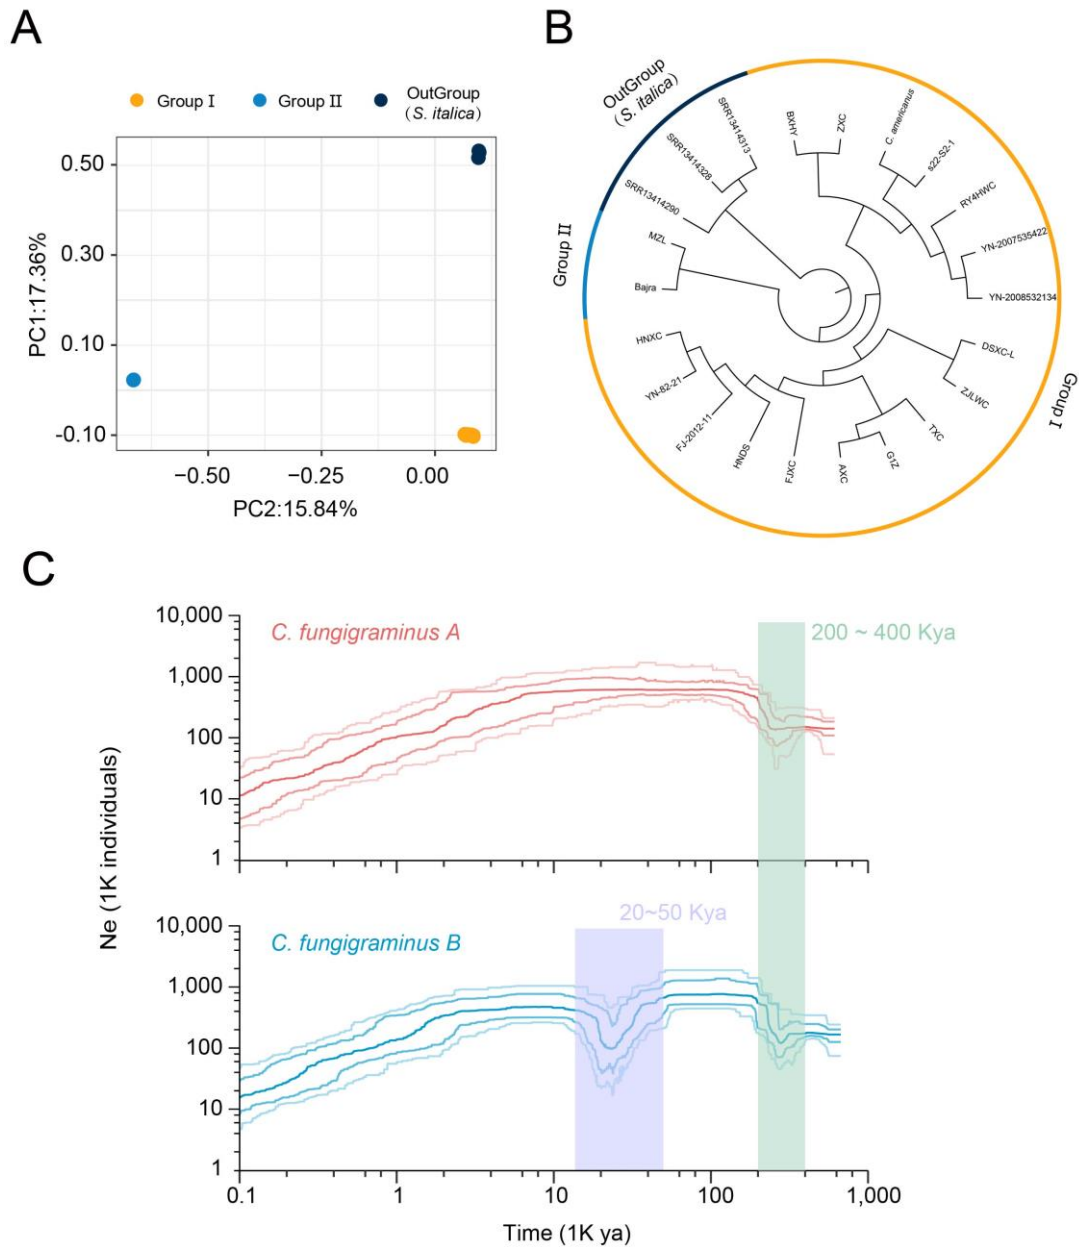 A
Group I
Group II
OutGroup
(S. italica)
0.50
0.30
0.10
-0.10
PC1:17.36%
−0.50
−0.25
0.00
PC2:15.84%
B
OutGroup
(S. italica)
Group II
Group I
SRR13414313
SRR13414328
SRR13414290
MZL
Bajra
HNXC
YN-82-21
FJ-2012-11
HNDS
FJXC
AXC
G1Z
TXC
ZJLWC
DSXC-L
YN-2008532134
YN-2007535422
RY4HWC
s22-S2-1
C. americanus
ZXC
BXHY
C
Ne (1K individuals)
10,000
1,000
100
10
1
C. fungigraminus A
200 ~ 400 Kya
20~50 Kya
10,000
1,000
100
10
1
C. fungigraminus B
0.1
1
10
100
1,000
Time (1K ya)